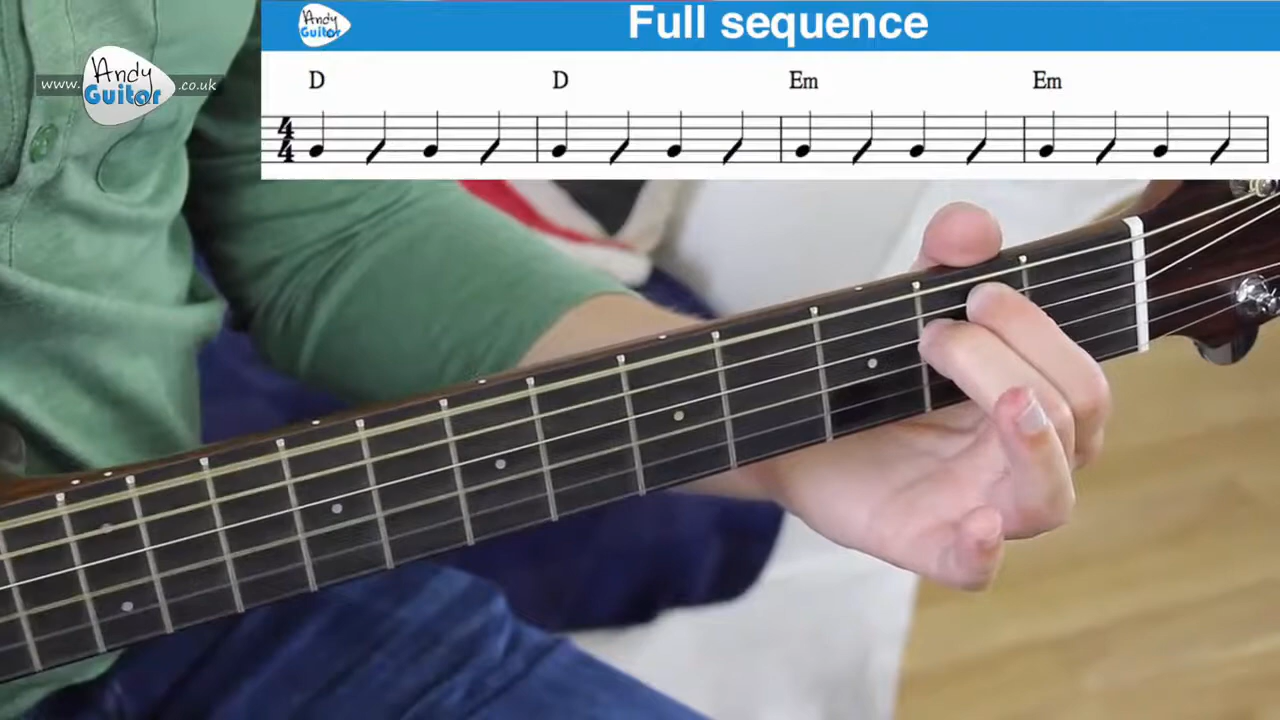 Andy
Guitar
Full sequence
www.
Andy
Guitar
.co.uk
D D Em Em
4
4